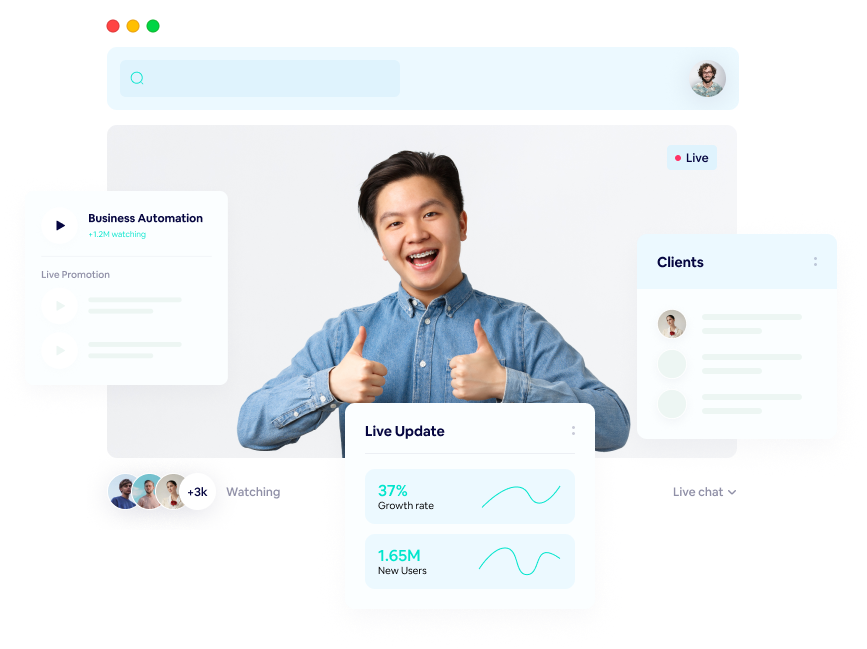 Live
Business Automation
+1.2M watching
Live Promotion
Clients
Live Update
37%
Growth rate
1.65M
New Users
+3k
Watching
Live chat